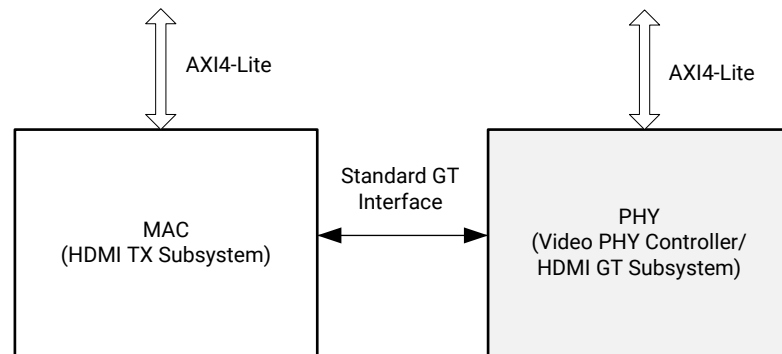 AXI4-Lite
AXI4-Lite
Standard GT
Interface
MAC
(HDMI TX Subsystem)
PHY
(Video PHY Controller/
HDMI GT Subsystem)